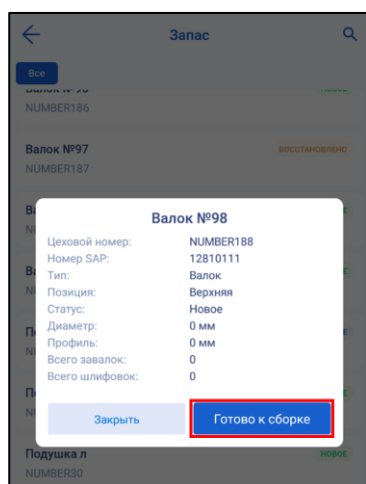 Запас
Все
NUMBER186
Валок №97
ВОССТАНОВЛЕНО
NUMBER187
Валок №98
Цеховой номер: NUMBER188
Номер SAP: 12810111
Тип: Валок
Позиция: Верхняя
Статус: Новое
Диаметр: 0 мм
Профиль: 0 мм
Всего завалок: 0
Всего шлифовок: 0
Закрыть
Готово к сборке
Подушка л
НОВОЕ
NUMBER30